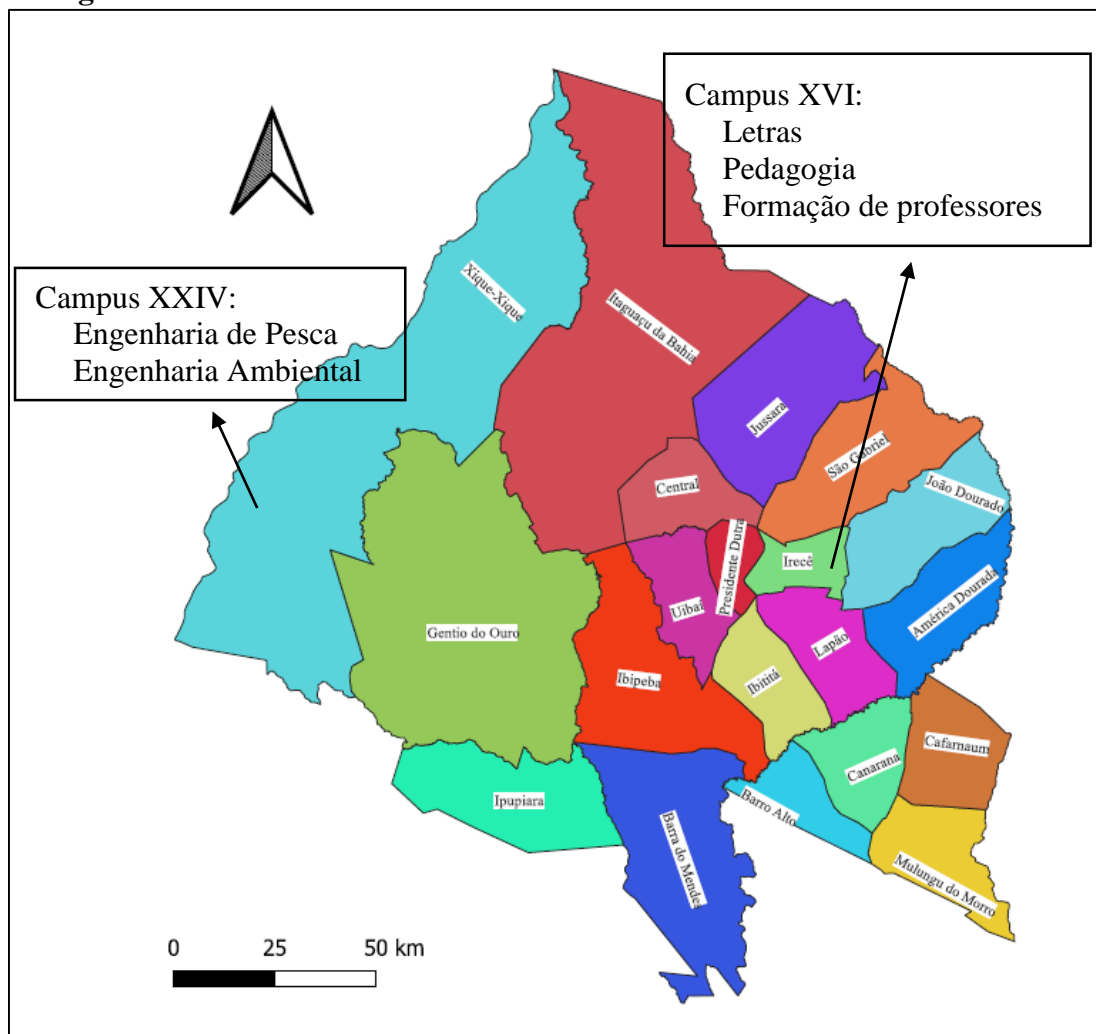 Campus XVI:
Letras
Pedagogia
Formação de professores
Campus XXIV:
Engenharia de Pesca
Engenharia Ambiental
Xique-Xique
Itaguaçu da Bahia
Jussara
São Gabriel
João Dourado
Central
Presidente Dutra
Irecê
América Dourada
Uibaí
Lapão
Gentio do Ouro
Ibipeba
Ibititá
Cafarnaum
Canarana
Ipupiara
Barro Alto
Barra do Mendes
Mulungu do Morro
0 25 50 km